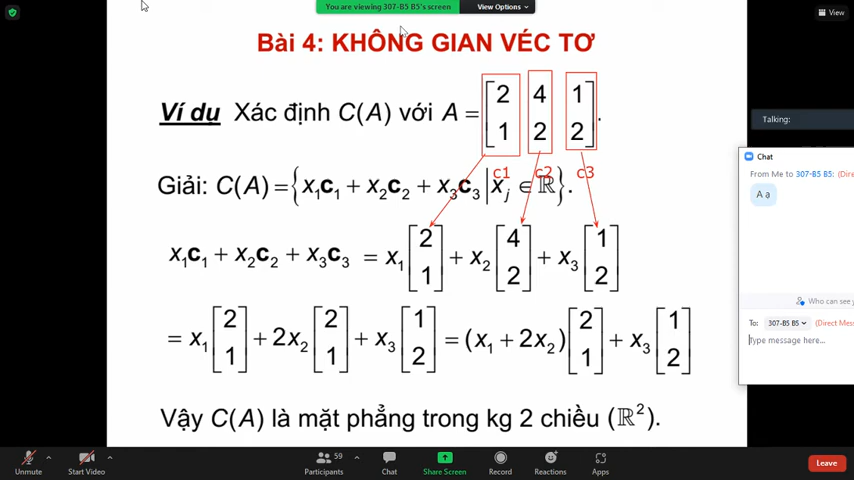 You are viewing 307-B5 B5's screen
View Options
View
Bài 4: KHÔNG GIAN VÉC TƠ
Ví dụ Xác định C(A) với A = [2 4 1; 1 2 2].
c1 c2 c3
Giải: C(A) = {x₁c₁ + x₂c₂ + x₃c₃ | xⱼ ∈ ℝ}.
x₁c₁ + x₂c₂ + x₃c₃ = x₁[2; 1] + x₂[4; 2] + x₃[1; 2]
= x₁[2; 1] + 2x₂[2; 1] + x₃[1; 2] = (x₁ + 2x₂)[2; 1] + x₃[1; 2]
Vậy C(A) là mặt phẳng trong kg 2 chiều (ℝ²).
Talking:
Chat
From Me to 307-B5 B5: (Dire
A a
Who can see y
To: 307-B5 B5 (Direct Mess
Type message here...
Unmute
Start Video
59
Participants
Chat
Share Screen
Record
Reactions
Apps
Leave